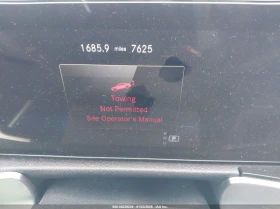 1685.9 miles 7625
Towing
Not Permitted
See Operator's Manual